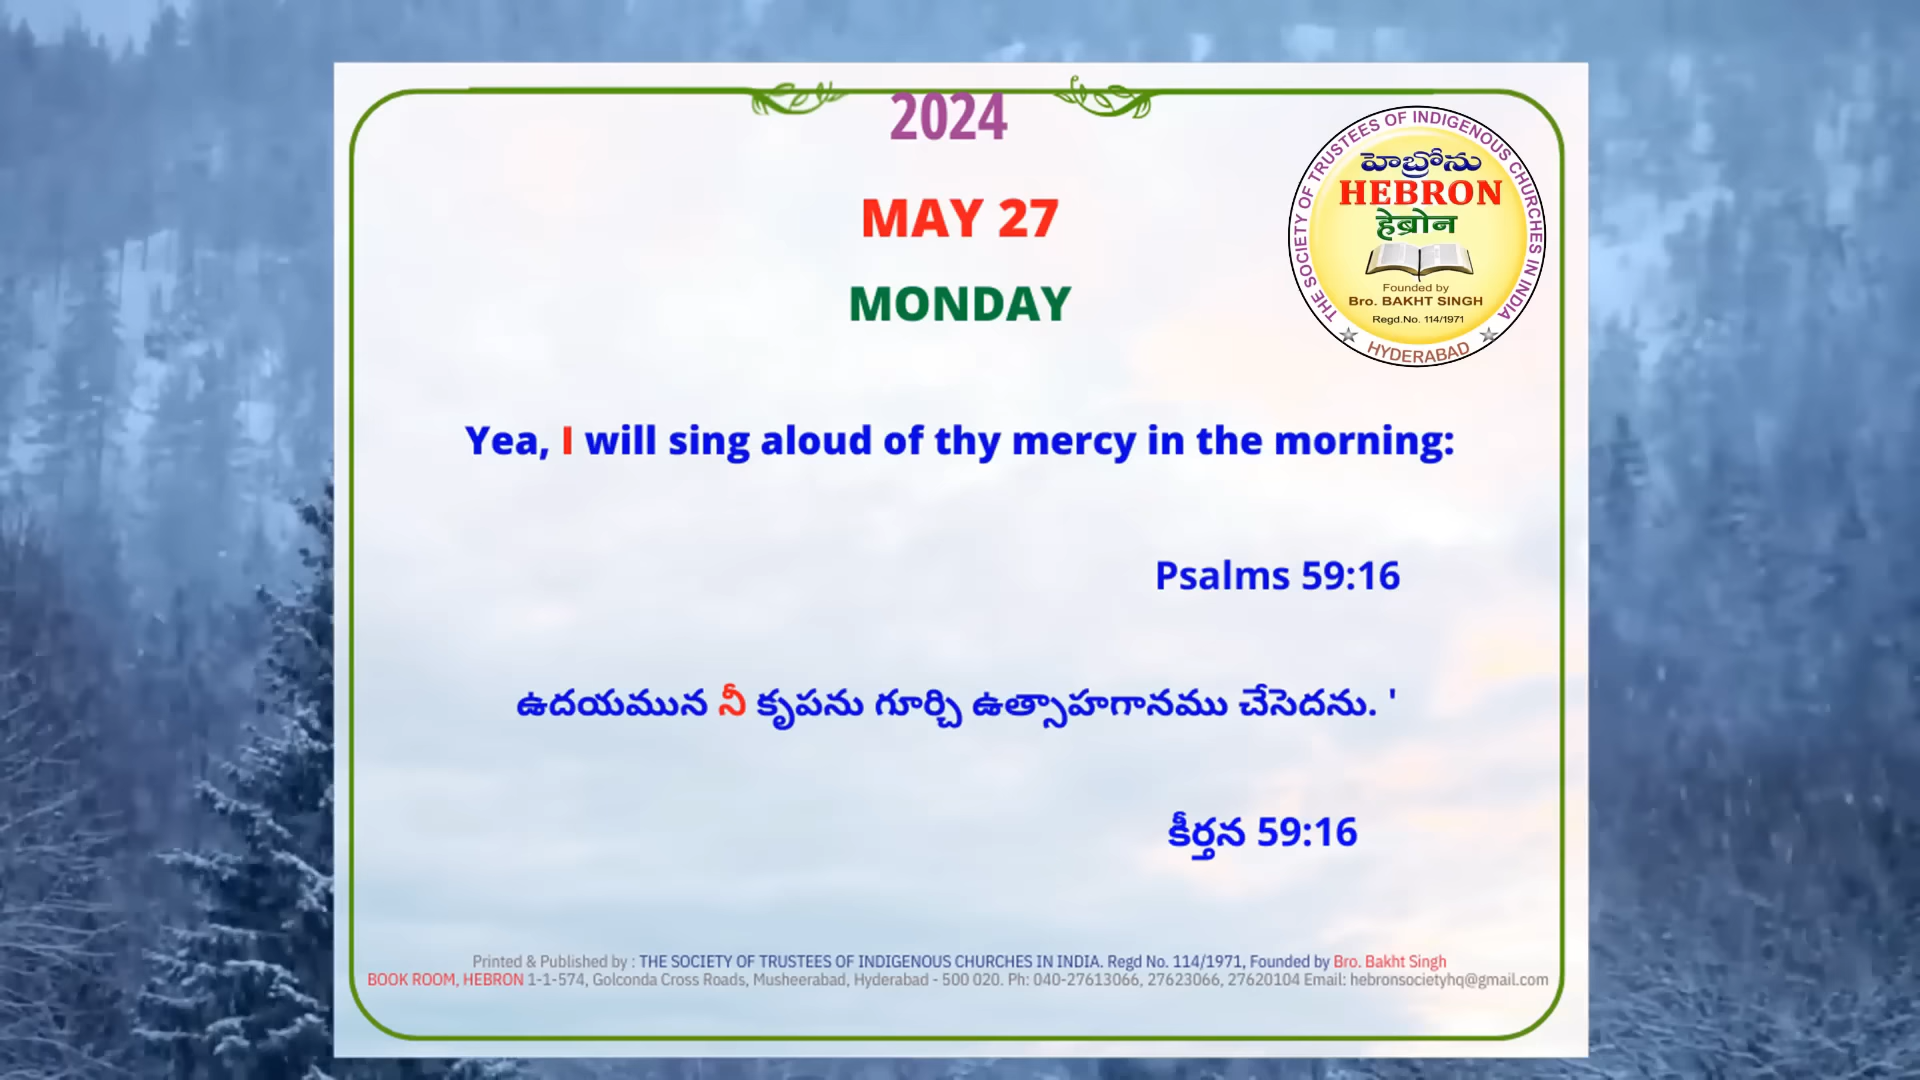 2024
MAY 27
MONDAY
THE SOCIETY OF TRUSTEES OF INDIGENOUS CHURCHES IN INDIA
హెబ్రోను
HEBRON
हेब्रोन
Founded by
Bro. BAKHT SINGH
Regd.No. 114/1971
HYDERABAD
Yea, I will sing aloud of thy mercy in the morning:
Psalms 59:16
ఉదయమున నీ కృపను గూర్చి ఉత్సాహగానము చేసెదను. '
కీర్తన 59:16
Printed & Published by : THE SOCIETY OF TRUSTEES OF INDIGENOUS CHURCHES IN INDIA. Regd No. 114/1971, Founded by Bro. Bakht Singh
BOOK ROOM, HEBRON 1-1-574, Golconda Cross Roads, Musheerabad, Hyderabad - 500 020. Ph: 040-27613066, 27623066, 27620104 Email: hebronsocietyhq@gmail.com